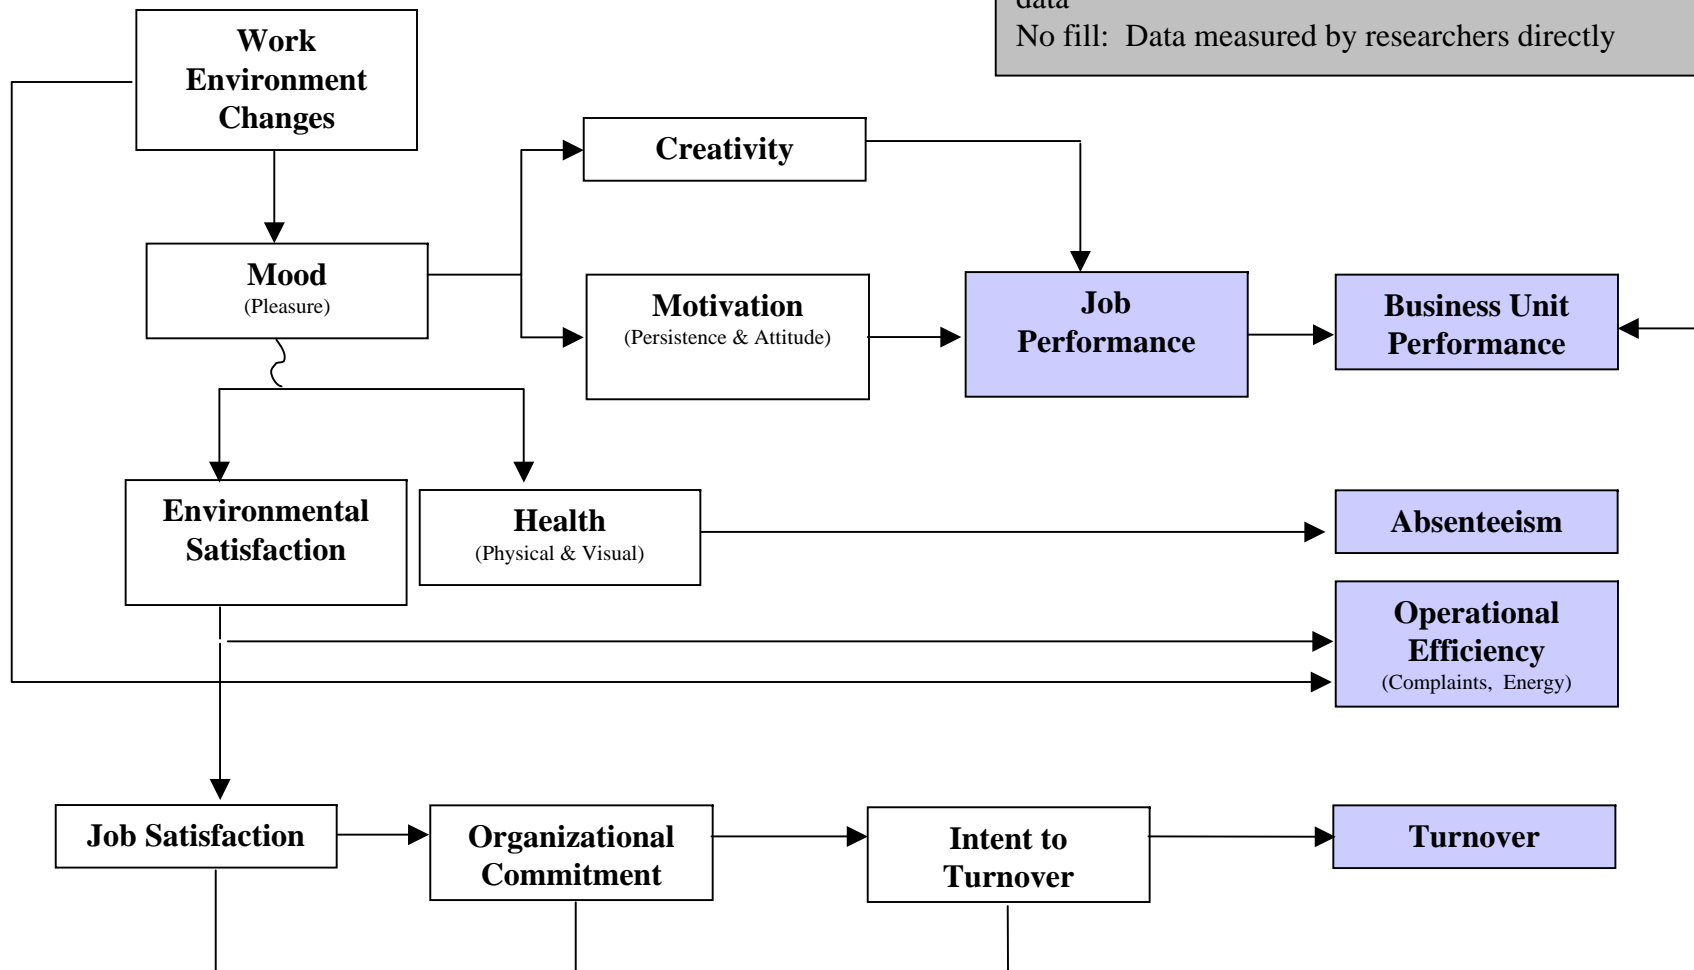 data
No fill:  Data measured by researchers directly
Work
Environment
Changes
Creativity
Mood
(Pleasure)
Motivation
(Persistence & Attitude)
Job
Performance
Business Unit
Performance
Environmental
Satisfaction
Health
(Physical & Visual)
Absenteeism
Operational
Efficiency
(Complaints,  Energy)
Job Satisfaction
Organizational
Commitment
Intent to
Turnover
Turnover